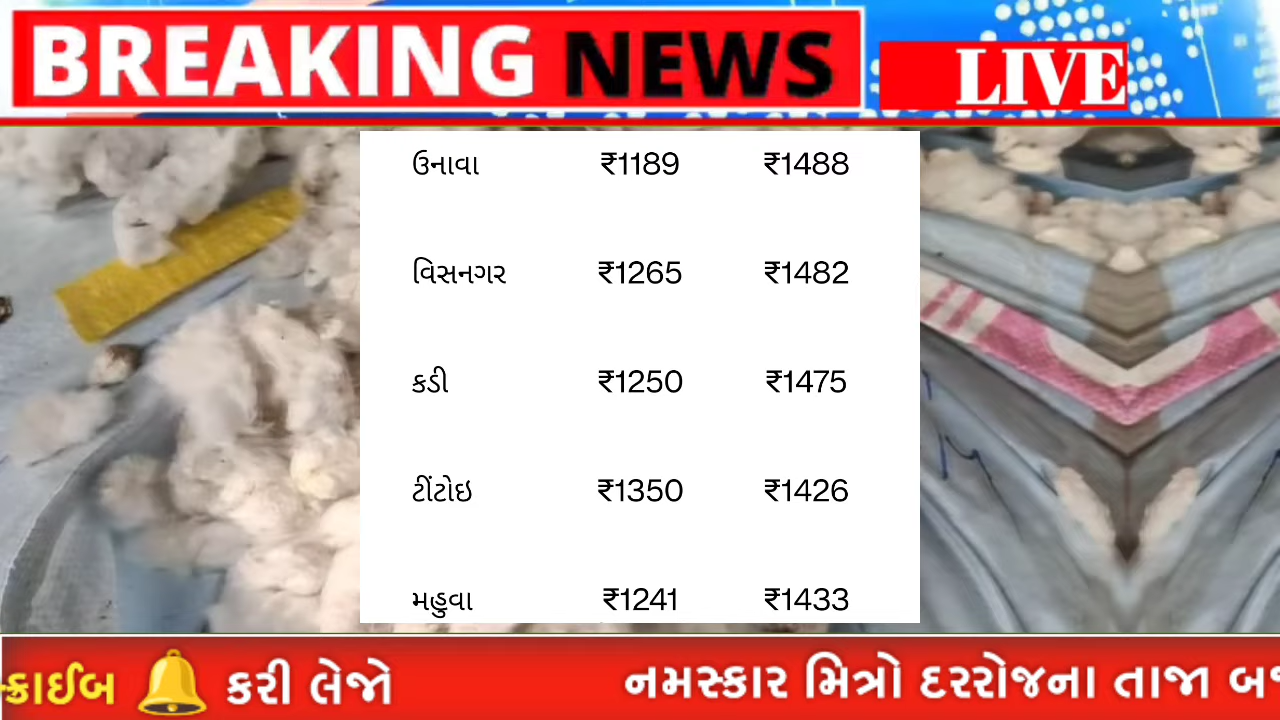 BREAKING NEWS
LIVE
ઉનાવા ₹1189 ₹1488
વિસનગર ₹1265 ₹1482
કડી ₹1250 ₹1475
ટીંટોઇ ₹1350 ₹1426
મહુવા ₹1241 ₹1433
કરી લેજો નમસ્કાર મિત્રો દરરોજના તાજા